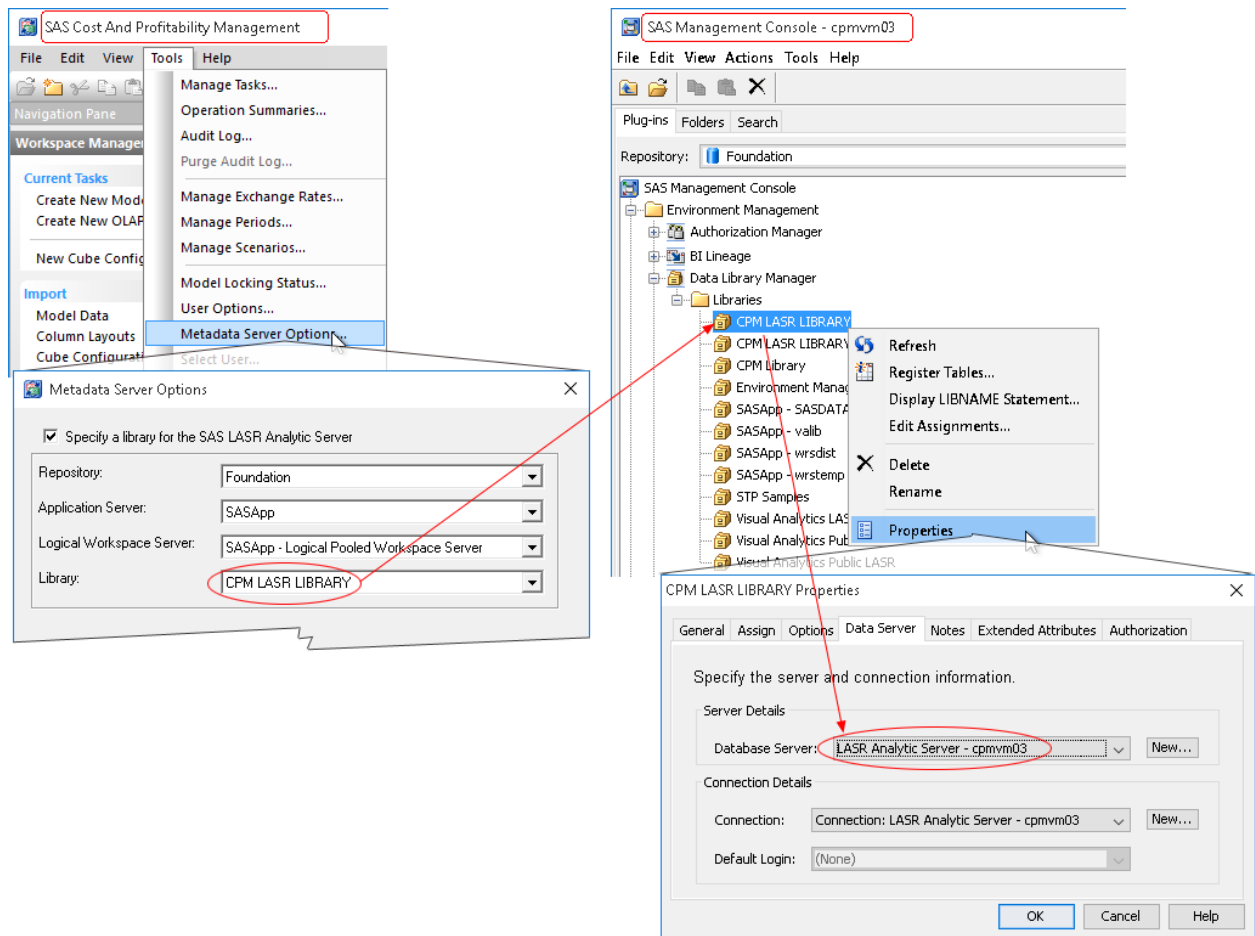 SAS Cost And Profitability Management
File Edit View Tools Help
Navigation Pane
Workspace Manager
Current Tasks
Create New Mode
Create New OLAP
New Cube Config
Import
Model Data
Column Layouts
Cube Configurati
Manage Tasks...
Operation Summaries...
Audit Log...
Purge Audit Log...
Manage Exchange Rates...
Manage Periods...
Manage Scenarios...
Model Locking Status...
User Options...
Metadata Server Options...
Select User...
Metadata Server Options
Specify a library for the SAS LASR Analytic Server
Repository: Foundation
Application Server: SASApp
Logical Workspace Server: SASApp - Logical Pooled Workspace Server
Library: CPM LASR LIBRARY
SAS Management Console - cpmvm03
File Edit View Actions Tools Help
Plug-ins Folders Search
Repository: Foundation
SAS Management Console
Environment Management
Authorization Manager
BI Lineage
Data Library Manager
Libraries
CPM LASR LIBRARY
CPM LASR LIBRARY
CPM Library
Environment Manag
SASApp - SASDATA
SASApp - valib
SASApp - wrsdist
SASApp - wrstemp
STP Samples
Visual Analytics LAS
Visual Analytics Pub
Visual Analytics Public LASR
Refresh
Register Tables...
Display LIBNAME Statement...
Edit Assignments...
Delete
Rename
Properties
CPM LASR LIBRARY Properties
General Assign Options Data Server Notes Extended Attributes Authorization
Specify the server and connection information.
Server Details
Database Server: LASR Analytic Server - cpmvm03 New...
Connection Details
Connection: Connection: LASR Analytic Server - cpmvm03 New...
Default Login: (None)
OK Cancel Help